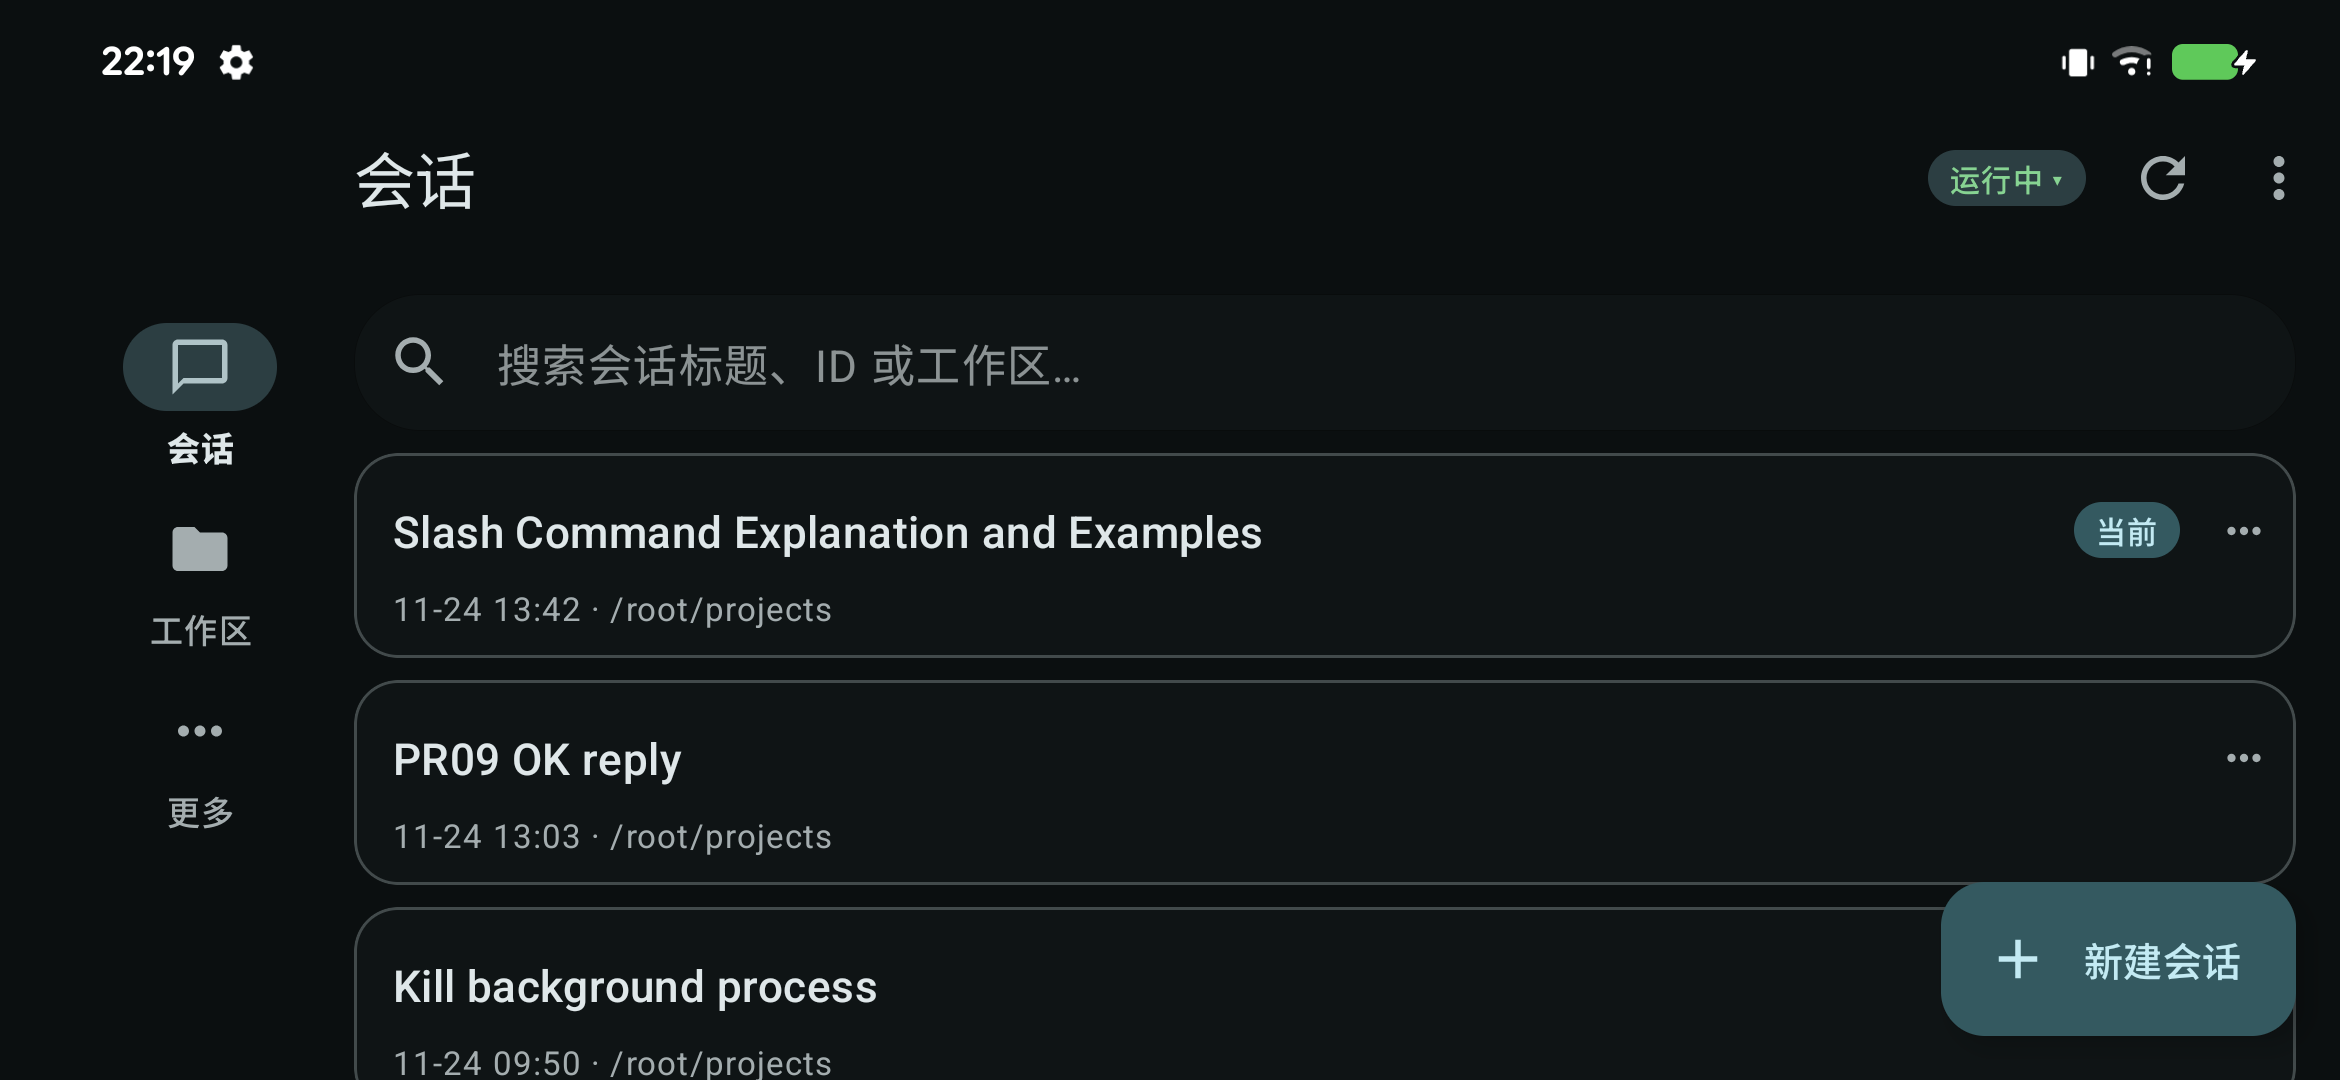 22:19
会话
运行中 ▾
会话
工作区
更多
搜索会话标题、ID 或工作区…
Slash Command Explanation and Examples
当前
11-24 13:42 · /root/projects
PR09 OK reply
11-24 13:03 · /root/projects
Kill background process
11-24 09:50 · /root/projects
新建会话